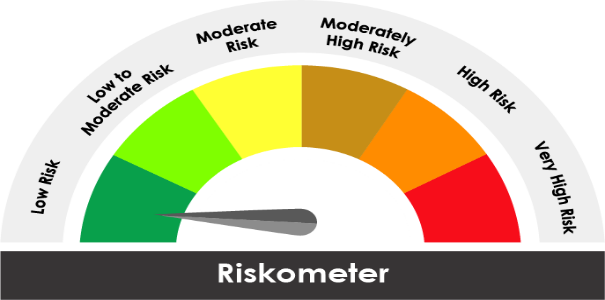 Low Risk
Low to
Moderate Risk
Moderate
Risk
Moderately
High Risk
High Risk
Very High Risk
Riskometer